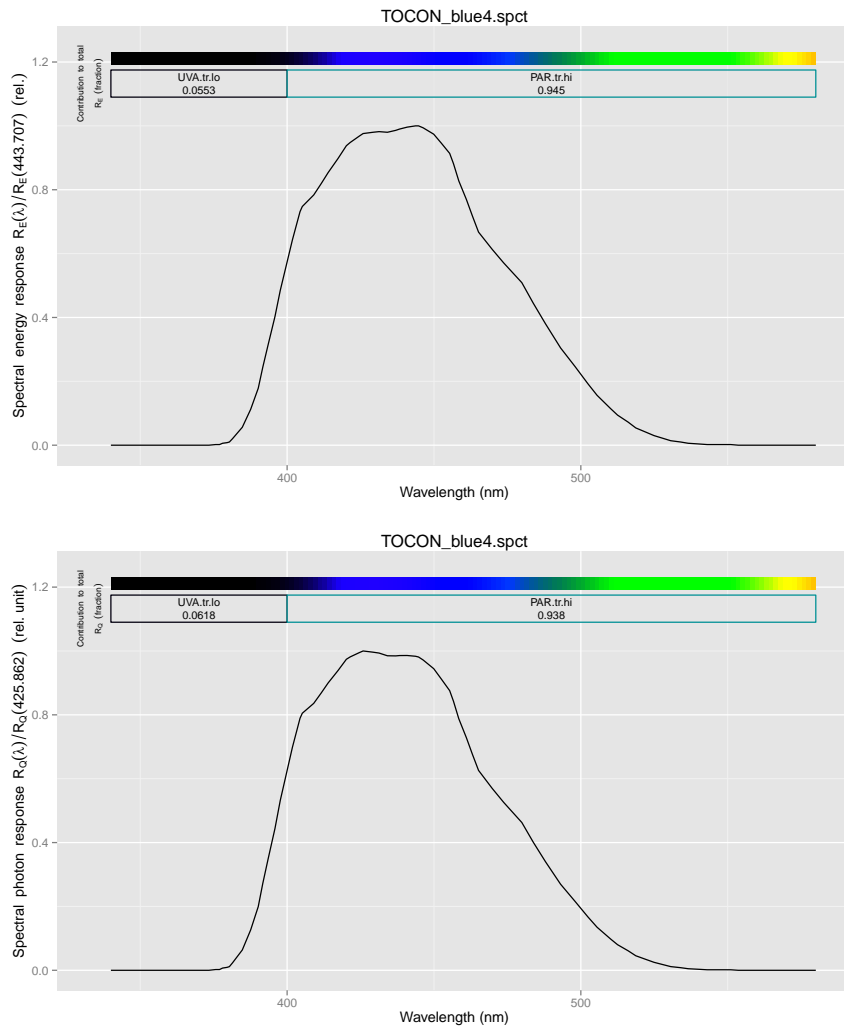 TOCON_blue4.spct
Contribution to total
R_E (fraction)
UVA.tr.lo
0.0553
PAR.tr.hi
0.945
Spectral energy response R_E(λ)/R_E(443.707) (rel.)
1.2
0.8
0.4
0.0
400
500
Wavelength (nm)
TOCON_blue4.spct
Contribution to total
R_Q (fraction)
UVA.tr.lo
0.0618
PAR.tr.hi
0.938
Spectral photon response R_Q(λ)/R_Q(425.862) (rel. unit)
1.2
0.8
0.4
0.0
400
500
Wavelength (nm)